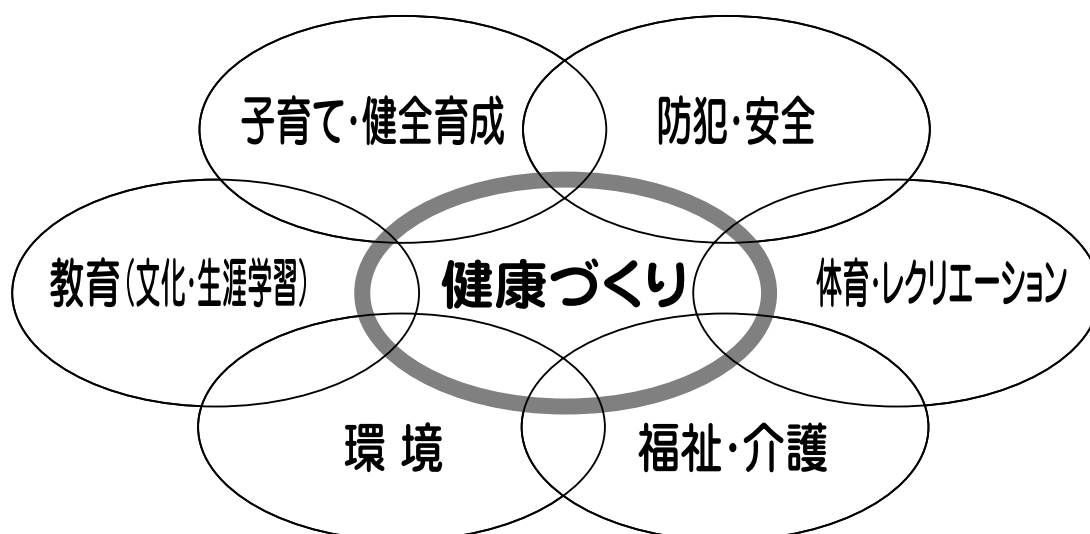 子育て・健全育成
防犯・安全
教育(文化・生涯学習)
健康づくり
体育・レクリエーション
環境
福祉・介護